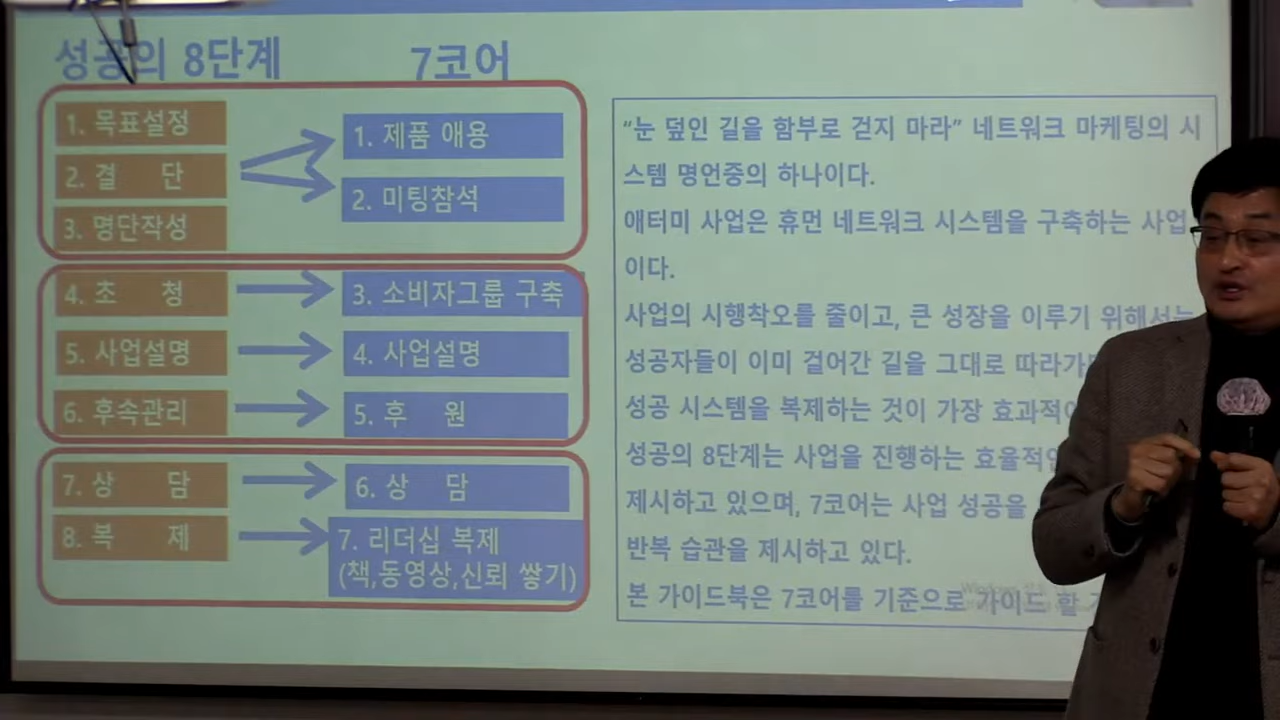 성공의 8단계
7코어
1. 목표설정
2. 결 단
3. 명단작성
4. 초 청
5. 사업설명
6. 후속관리
7. 상 담
8. 복 제
1. 제품 애용
2. 미팅참석
3. 소비자그룹 구축
4. 사업설명
5. 후 원
6. 상 담
7. 리더십 복제
(책,동영상,신뢰 쌓기)
“눈 덮인 길을 함부로 걷지 마라” 네트워크 마케팅의 시
스템 명언중의 하나이다.
애터미 사업은 휴먼 네트워크 시스템을 구축하는 사업
이다.
사업의 시행착오를 줄이고, 큰 성장을 이루기 위해서는
성공자들이 이미 걸어간 길을 그대로
성공 시스템을 복제하는 것이 가장
성공의 8단계는 사업을 진행하는
제시하고 있으며, 7코어는 사업 성공을
반복 습관을 제시하고 있다.
본 가이드북은 7코어를 기준으로 가이드 할